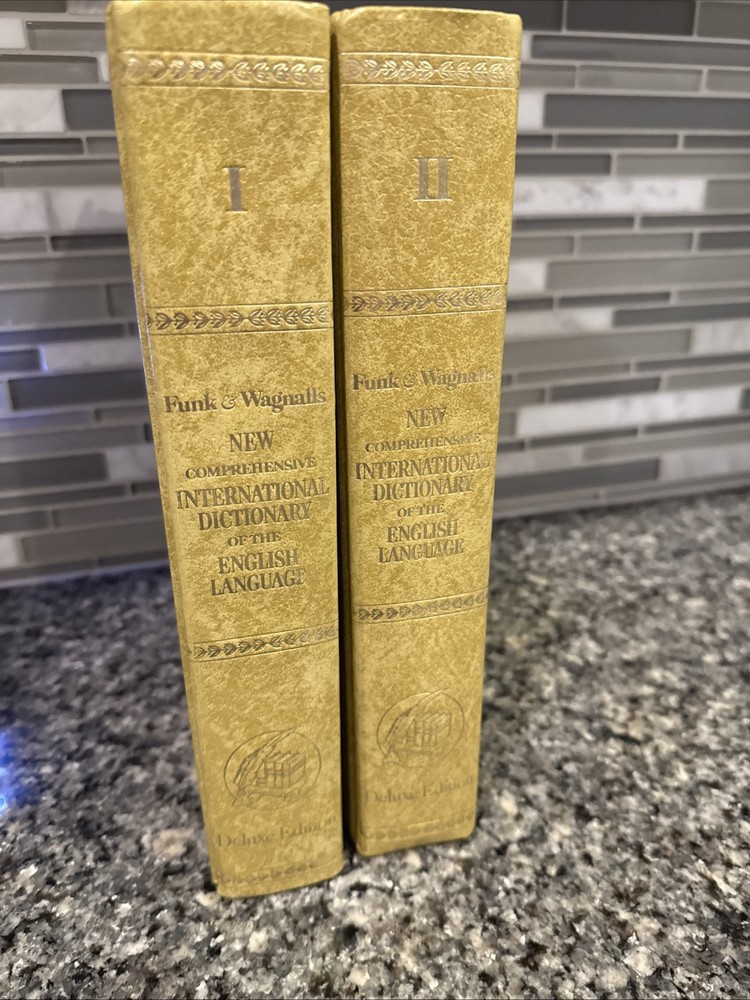 I
Funk & Wagnalls
NEW
COMPREHENSIVE
INTERNATIONAL
DICTIONARY
OF THE
ENGLISH
LANGUAGE
Deluxe Edition
II
Funk & Wagnalls
NEW
COMPREHENSIVE
INTERNATIONAL
DICTIONARY
OF THE
ENGLISH
LANGUAGE
Deluxe Edition